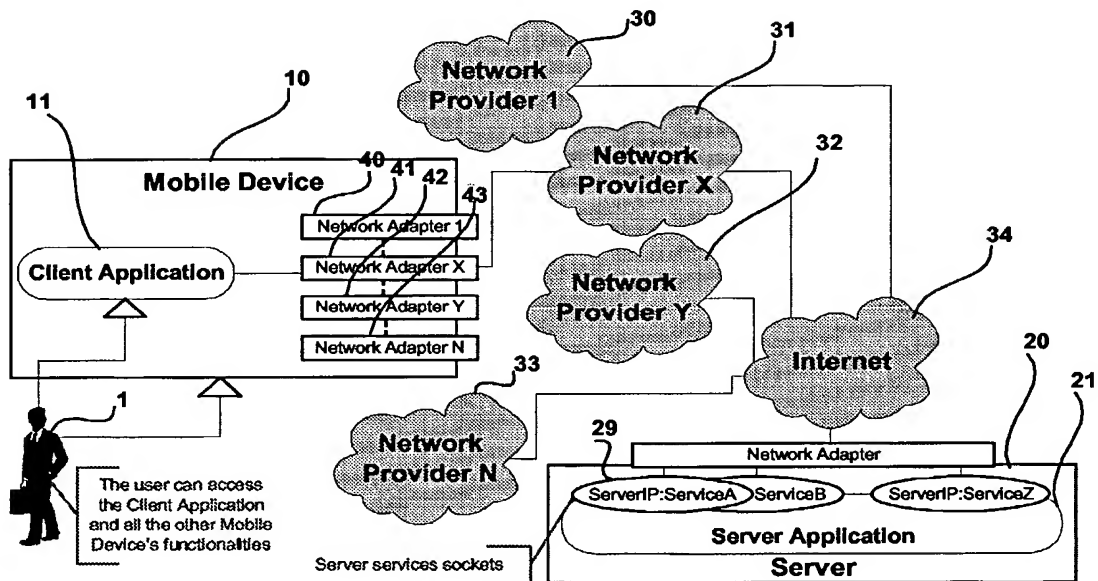 30
31
10
11
Network
Provider 1
32
Network
Provider X
40
41
Mobile Device
42
43
34
Network Adapter 1
Client Application
Network Adapter X
Network
Provider Y
Network Adapter Y
Network Adapter N
Internet
20
33
21
1
29
Network
Provider N
Network Adapter
The user can access
the Client Application
and all the other Mobile
Device's functionalities
ServerIP:ServiceA
ServiceB
ServerIP:ServiceZ
Server Application
Server services sockets
Server